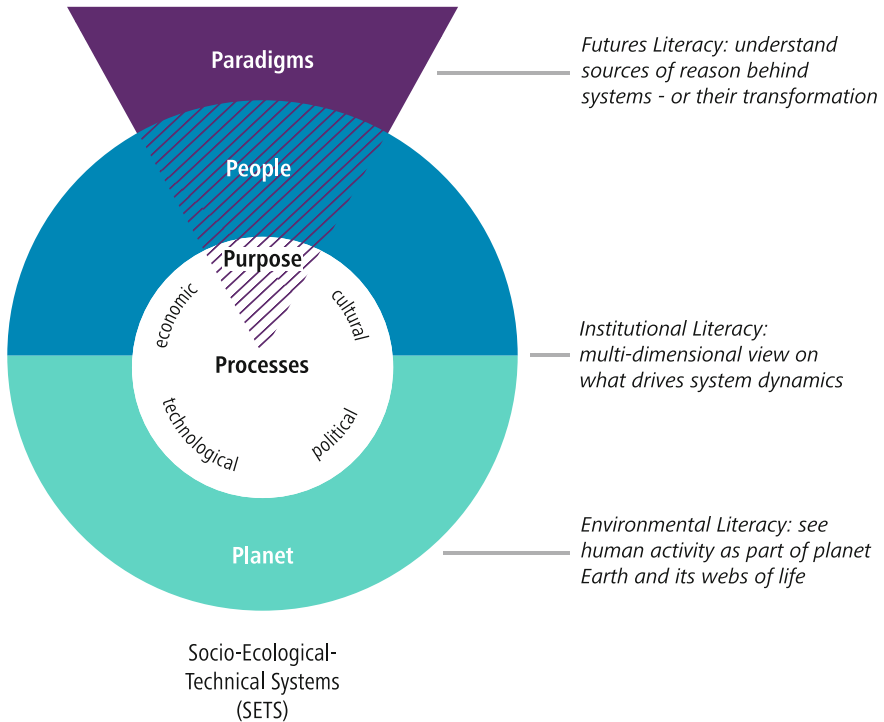 Paradigms
Futures Literacy: understand
sources of reason behind
systems - or their transformation
People
Purpose
economic
cultural
Processes
technological
political
Institutional Literacy:
multi-dimensional view on
what drives system dynamics
Planet
Environmental Literacy: see
human activity as part of planet
Earth and its webs of life
Socio-Ecological-
Technical Systems
(SETS)